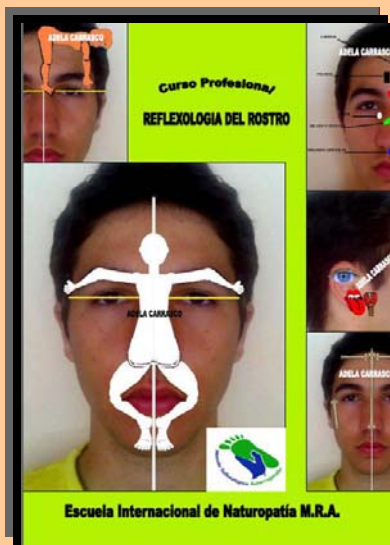 ADELA CARRASCO
Curso Profesional
REFLEXOLOGIA DEL ROSTRO
ADELA CARRASCO
ADELA CARRASCO
ADELA CARRASCO
ADELA CARRASCO
Escuela Internacional de Naturopatía M.R.A.